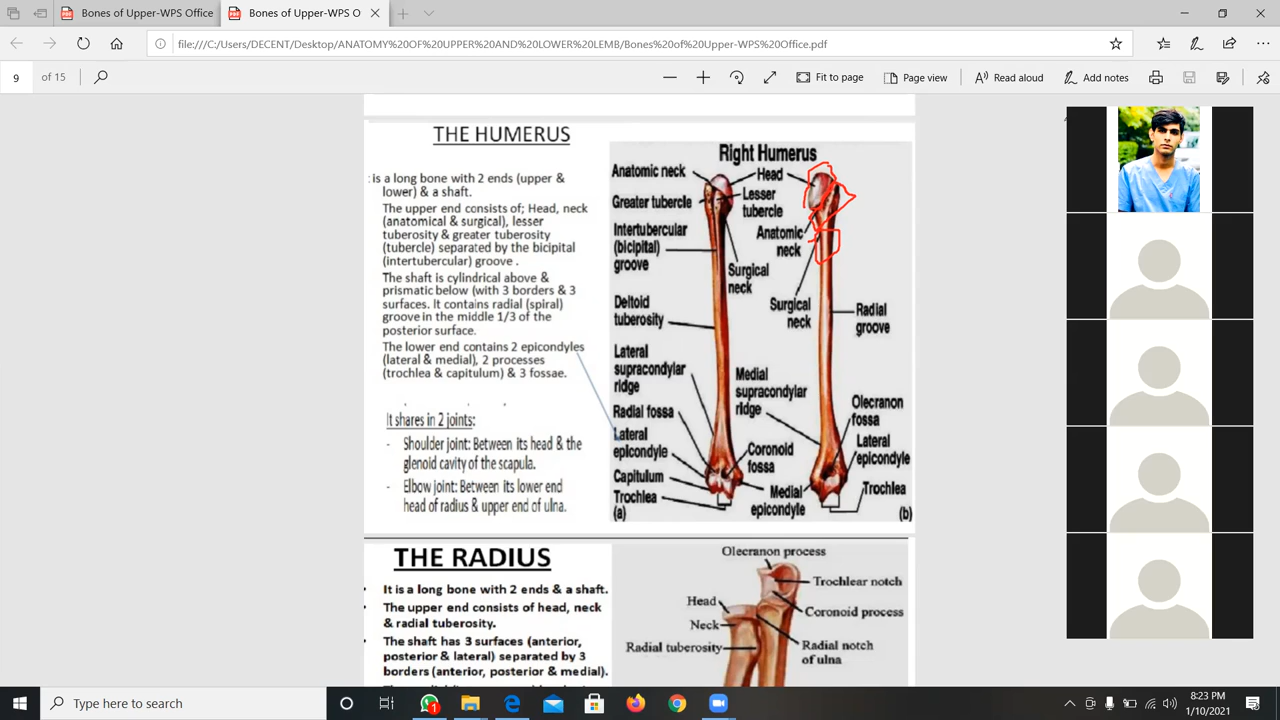 Bones of Upper-WPS Office
Bones of Upper-WPS O
file:///C:/Users/DECENT/Desktop/ANATOMY%20OF%20UPPER%20AND%20LOWER%20LEMB/Bones%20of%20Upper-WPS%20Office.pdf
9 of 15
Fit to page
Page view
Read aloud
Add notes
THE HUMERUS
is a long bone with 2 ends (upper &
lower) & a shaft.
The upper end consists of; Head, neck
(anatomical & surgical), lesser
tuberosity & greater tuberosity
(tubercle) separated by the bicipital
(intertubercular) groove .
The shaft is cylindrical above &
prismatic below (with 3 borders & 3
surfaces. It contains radial (spiral)
groove in the middle 1/3 of the
posterior surface.
The lower end contains 2 epicondyles
(lateral & medial), 2 processes
(trochlea & capitulum) & 3 fossae.
It shares in 2 joints:
- Shoulder joint: Between its head & the
glenoid cavity of the scapula.
- Elbow joint: Between its lower end
head of radius & upper end of ulna.
Right Humerus
Anatomic neck
Head
Greater tubercle
Lesser
tubercle
Intertubercular
(bicipital)
groove
Anatomic
neck
Surgical
neck
Deltoid
tuberosity
Surgical
neck
Radial
groove
Lateral
supracondylar
ridge
Medial
supracondylar
ridge
Radial fossa
Olecranon
fossa
Lateral
epicondyle
Coronoid
fossa
Lateral
epicondyle
Capitulum
Medial
epicondyle
Trochlea
Trochlea
(a)
(b)
THE RADIUS
• It is a long bone with 2 ends & a shaft.
• The upper end consists of head, neck
& radial tuberosity.
• The shaft has 3 surfaces (anterior,
posterior & lateral) separated by 3
borders (anterior, posterior & medial).
Olecranon process
Trochlear notch
Head
Coronoid process
Neck
Radial tuberosity
Radial notch
of ulna
Type here to search
1
8:23 PM
1/10/2021